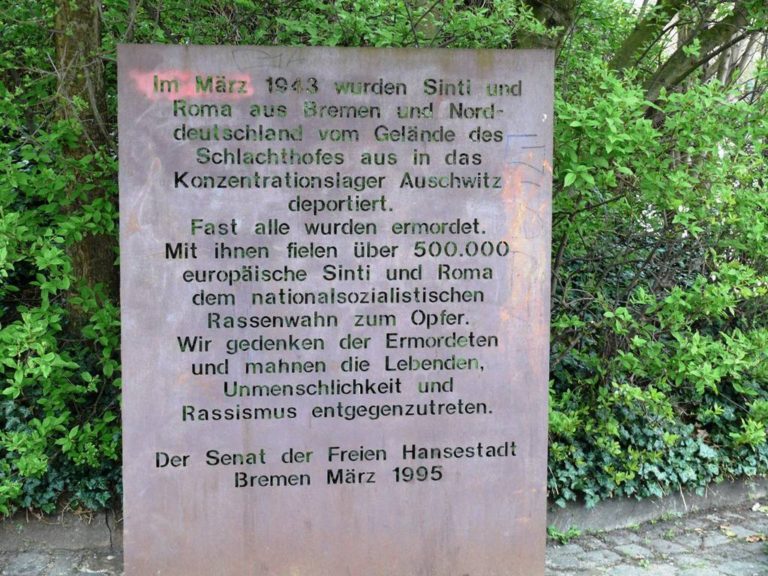 Im März 1943 wurden Sinti und
Roma aus Bremen und Nord-
deutschland vom Gelände des
Schlachthofes aus in das
Konzentrationslager Auschwitz
deportiert.
Fast alle wurden ermordet.
Mit ihnen fielen über 500.000
europäische Sinti und Roma
dem nationalsozialistischen
Rassenwahn zum Opfer.
Wir gedenken der Ermordeten
und mahnen die Lebenden,
Unmenschlichkeit und
Rassismus entgegenzutreten.
Der Senat der Freien Hansestadt
Bremen März 1995